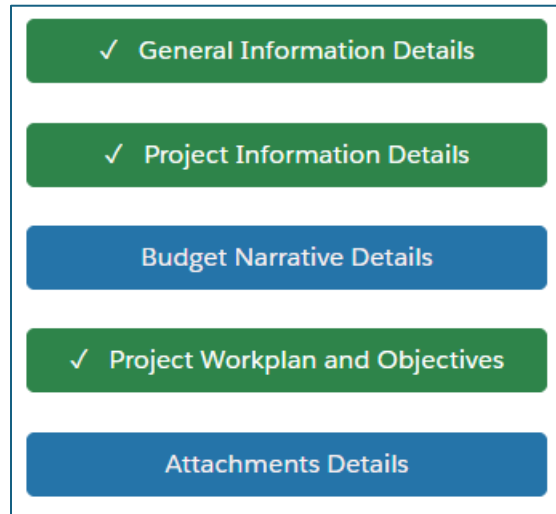 ✓ General Information Details
✓ Project Information Details
Budget Narrative Details
✓ Project Workplan and Objectives
Attachments Details